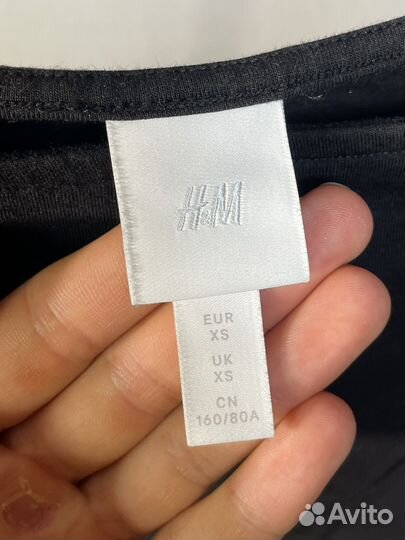 H&M
EUR
XS
UK
XS
CN
160/80A
Avito